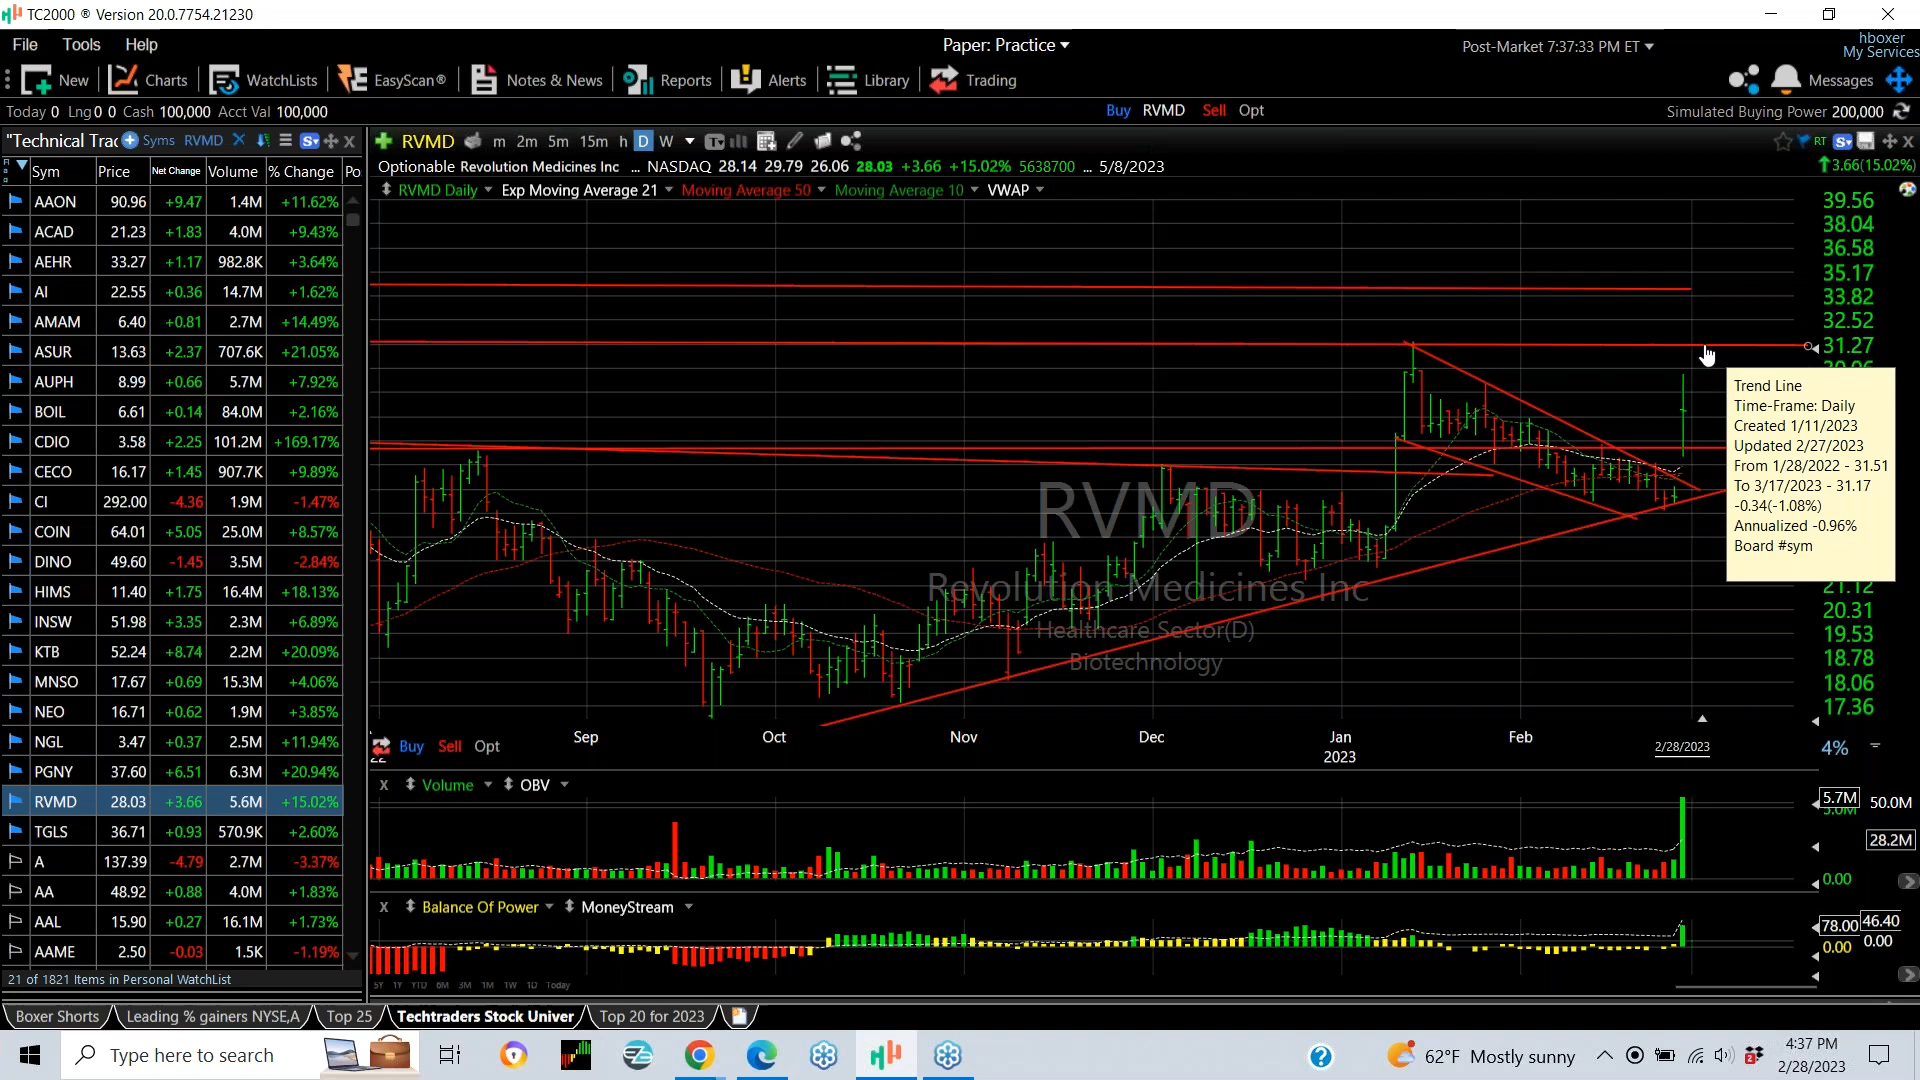 TC2000 ® Version 20.0.7754.21230
File Tools Help
Paper: Practice
Post-Market 7:37:33 PM ET
hboxer
My Services
New Charts WatchLists EasyScan® Notes & News Reports Alerts Library Trading
Messages
Today 0 Lng 0 0 Cash 100,000 Acct Val 100,000
Buy RVMD Sell Opt
Simulated Buying Power 200,000
"Technical Trac Syms RVMD
RVMD m 2m 5m 15m h D W
RT
Optionable Revolution Medicines Inc ... NASDAQ 28.14 29.79 26.06 28.03 +3.66 +15.02% 5638700 ... 5/8/2023
3.66(15.02%)
RVMD Daily Exp Moving Average 21 Moving Average 50 Moving Average 10 VWAP
Sym Price Net Change Volume % Change Po
AAON 90.96 +9.47 1.4M +11.62%
ACAD 21.23 +1.83 4.0M +9.43%
AEHR 33.27 +1.17 982.8K +3.64%
AI 22.55 +0.36 14.7M +1.62%
AMAM 6.40 +0.81 2.7M +14.49%
ASUR 13.63 +2.37 707.6K +21.05%
AUPH 8.99 +0.66 5.7M +7.92%
BOIL 6.61 +0.14 84.0M +2.16%
CDIO 3.58 +2.25 101.2M +169.17%
CECO 16.17 +1.45 907.7K +9.89%
CI 292.00 -4.36 1.9M -1.47%
COIN 64.01 +5.05 25.0M +8.57%
DINO 49.60 -1.45 3.5M -2.84%
HIMS 11.40 +1.75 16.4M +18.13%
INSW 51.98 +3.35 2.3M +6.89%
KTB 52.24 +8.74 2.2M +20.09%
MNSO 17.67 +0.69 15.3M +4.06%
NEO 16.71 +0.62 1.9M +3.85%
NGL 3.47 +0.37 2.5M +11.94%
PGNY 37.60 +6.51 6.3M +20.94%
RVMD 28.03 +3.66 5.6M +15.02%
TGLS 36.71 +0.93 570.9K +2.60%
A 137.39 -4.79 2.7M -3.37%
AA 48.92 +0.88 4.0M +1.83%
AAL 15.90 +0.27 16.1M +1.73%
AAME 2.50 -0.03 1.5K -1.19%
21 of 1821 Items in Personal WatchList
39.56
38.04
36.58
35.17
33.82
32.52
31.27
Trend Line
Time-Frame: Daily
Created 1/11/2023
Updated 2/27/2023
From 1/28/2022 - 31.51
To 3/17/2023 - 31.17
-0.34(-1.08%)
Annualized -0.96%
Board #sym
21.12
20.31
19.53
18.78
18.06
17.36
RVMD
Revolution Medicines Inc
Healthcare Sector(D)
Biotechnology
Sep Oct Nov Dec Jan Feb
2023
2/28/2023
4%
Buy Sell Opt
22
Volume OBV
5.7M 50.0M
28.2M
0.00
Balance Of Power MoneyStream
78.00 46.40
0.00 0.00
5Y 1Y YTD 6M 3M 1M 1W 1D Today
Boxer Shorts Leading % gainers NYSE,A Top 25 Techtraders Stock Univer Top 20 for 2023
Type here to search
62°F Mostly sunny
4:37 PM
2/28/2023